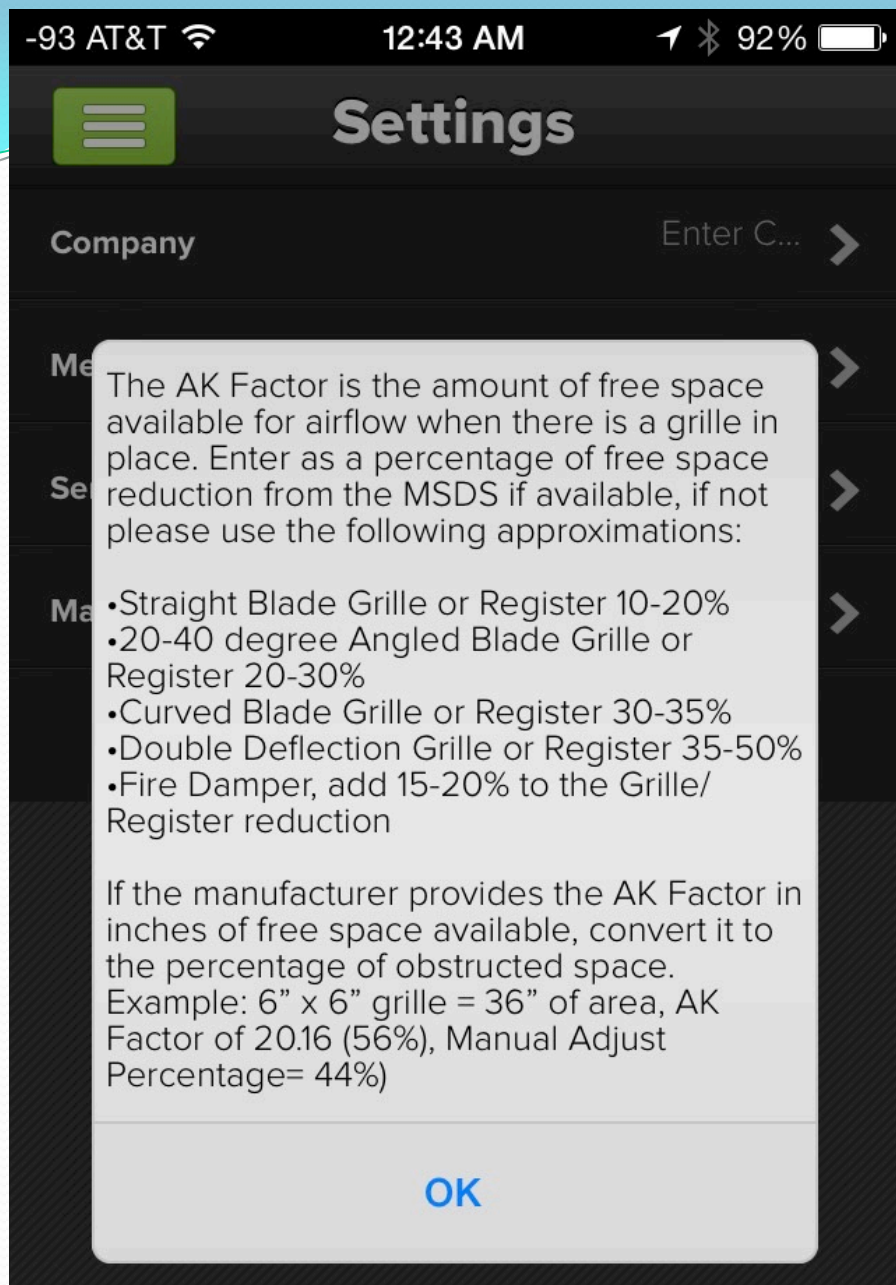 -93 AT&T 12:43 AM 92%
Settings
Company Enter C...
Me
The AK Factor is the amount of free space
available for airflow when there is a grille in
place. Enter as a percentage of free space
Se
reduction from the MSDS if available, if not
please use the following approximations:
Ma
•Straight Blade Grille or Register 10-20%
•20-40 degree Angled Blade Grille or
Register 20-30%
•Curved Blade Grille or Register 30-35%
•Double Deflection Grille or Register 35-50%
•Fire Damper, add 15-20% to the Grille/
Register reduction
If the manufacturer provides the AK Factor in
inches of free space available, convert it to
the percentage of obstructed space.
Example: 6” x 6” grille = 36” of area, AK
Factor of 20.16 (56%), Manual Adjust
Percentage= 44%)
OK